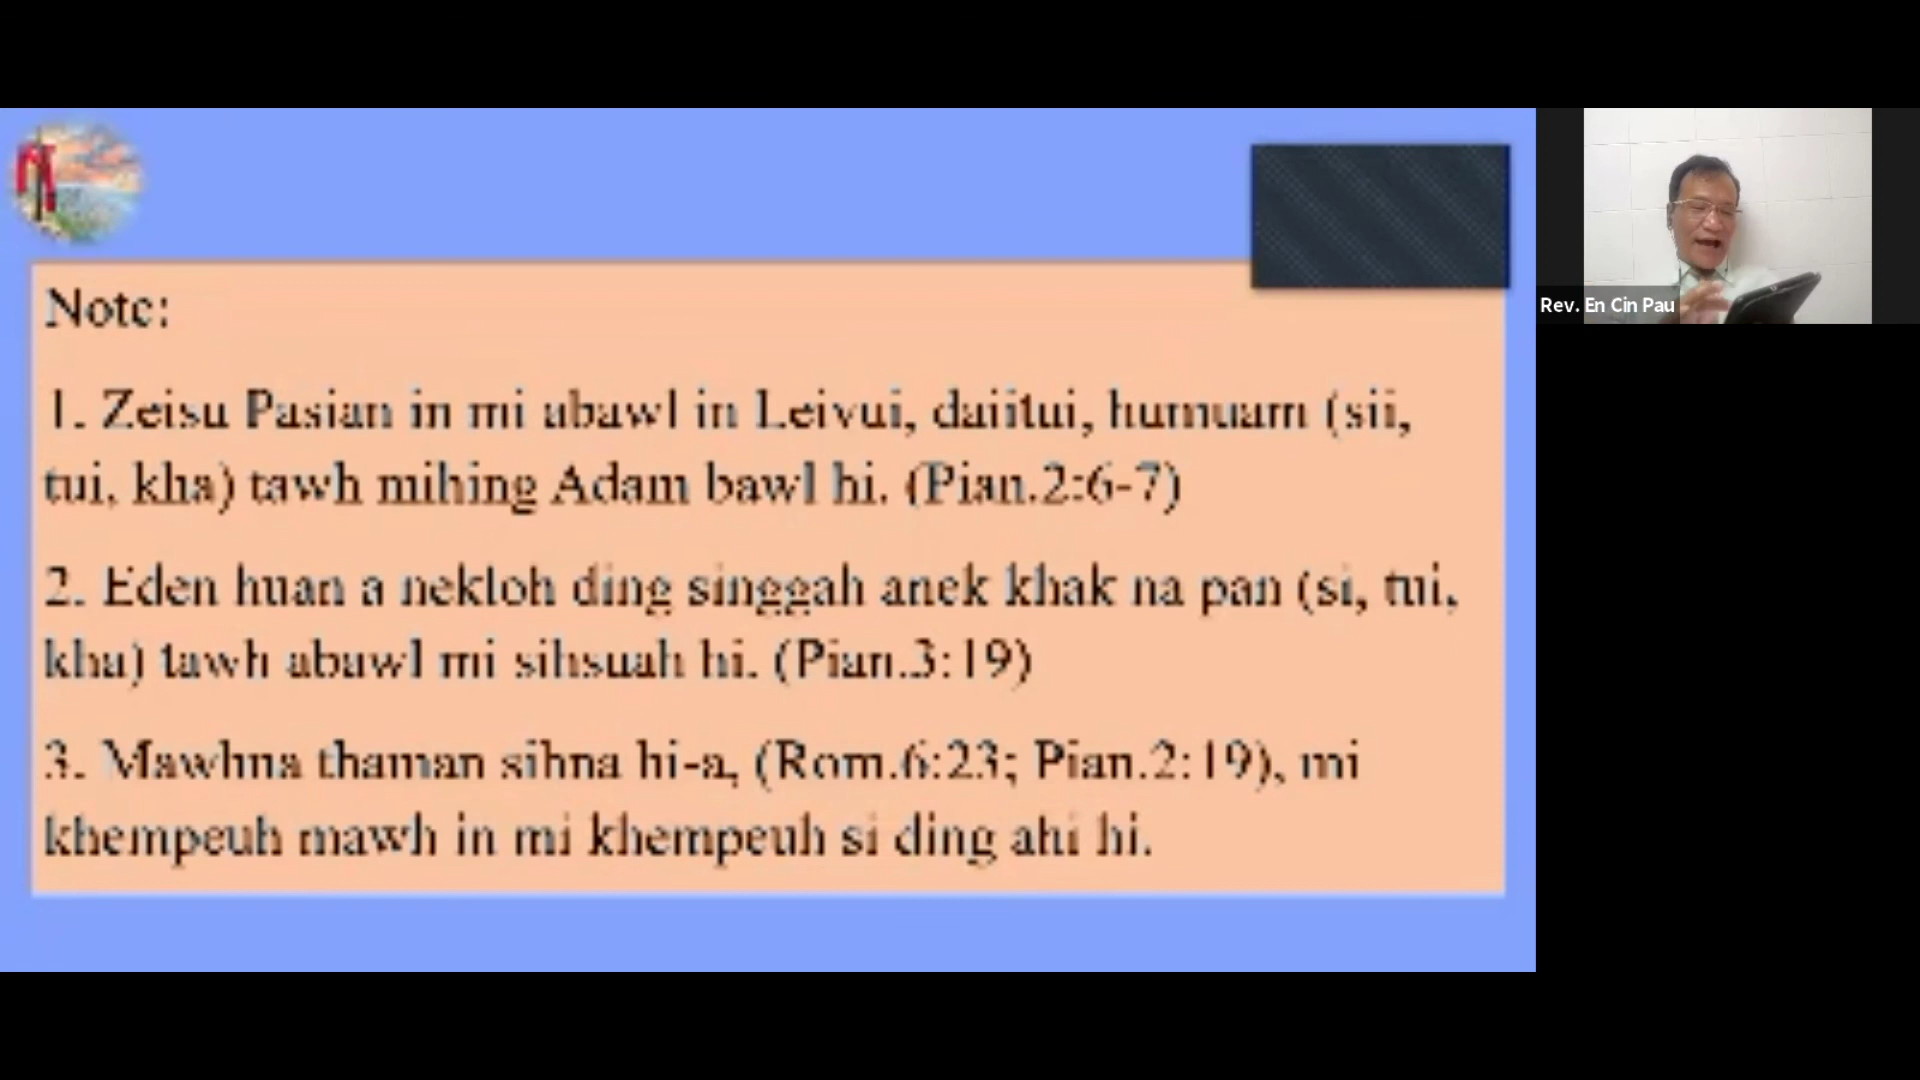 Note:
1. Zeisu Pasian in mi abawl in Leivui, daiitui, humuam (sii,
tui, kha) tawh mihing Adam bawl hi. (Pian.2:6-7)
2. Eden huan a nekloh ding singgah anek khak na pan (si, tui,
kha) tawh abawl mi sihsuah hi. (Pian.3:19)
3. Mawhna thaman sihna hi-a, (Rom.6:23; Pian.2:19), mi
khempeuh mawh in mi khempeuh si ding ahi hi.
Rev. En Cin Pau